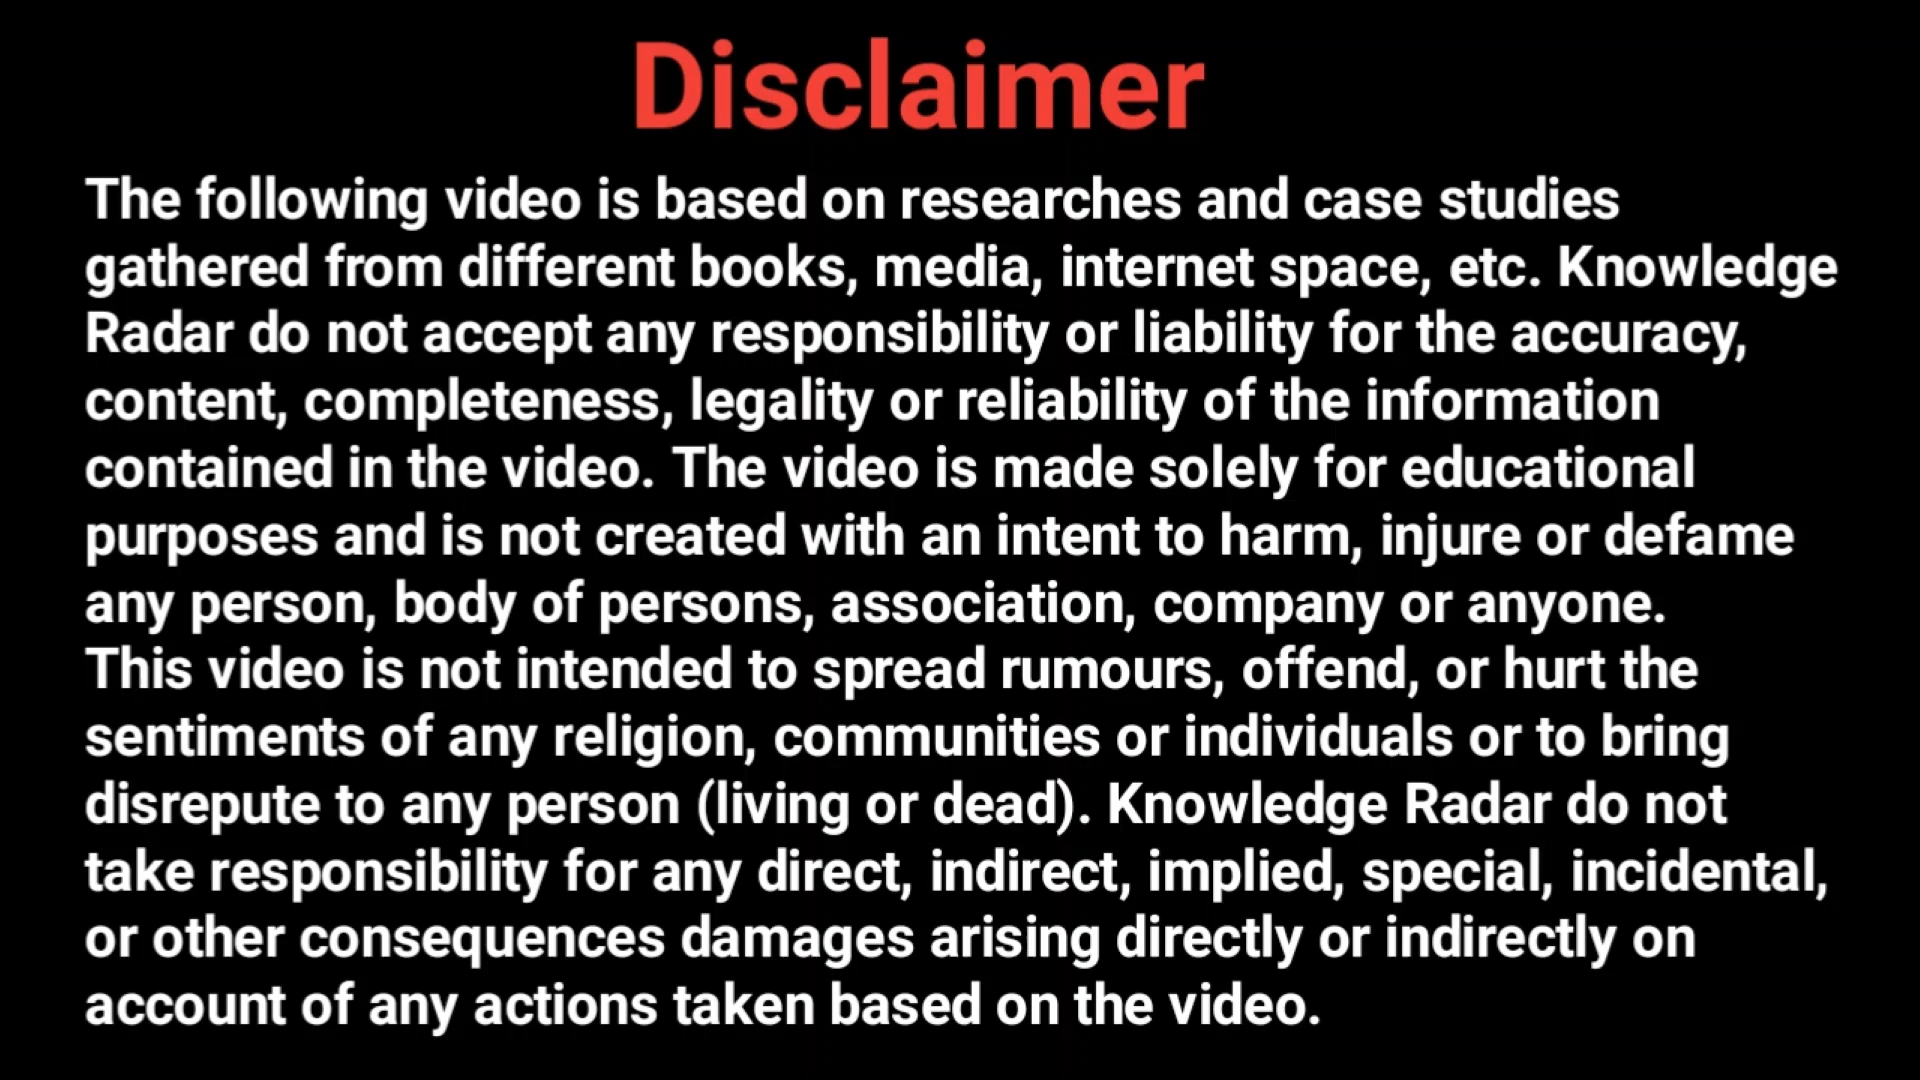 Disclaimer
The following video is based on researches and case studies
gathered from different books, media, internet space, etc. Knowledge
Radar do not accept any responsibility or liability for the accuracy,
content, completeness, legality or reliability of the information
contained in the video. The video is made solely for educational
purposes and is not created with an intent to harm, injure or defame
any person, body of persons, association, company or anyone.
This video is not intended to spread rumours, offend, or hurt the
sentiments of any religion, communities or individuals or to bring
disrepute to any person (living or dead). Knowledge Radar do not
take responsibility for any direct, indirect, implied, special, incidental,
or other consequences damages arising directly or indirectly on
account of any actions taken based on the video.